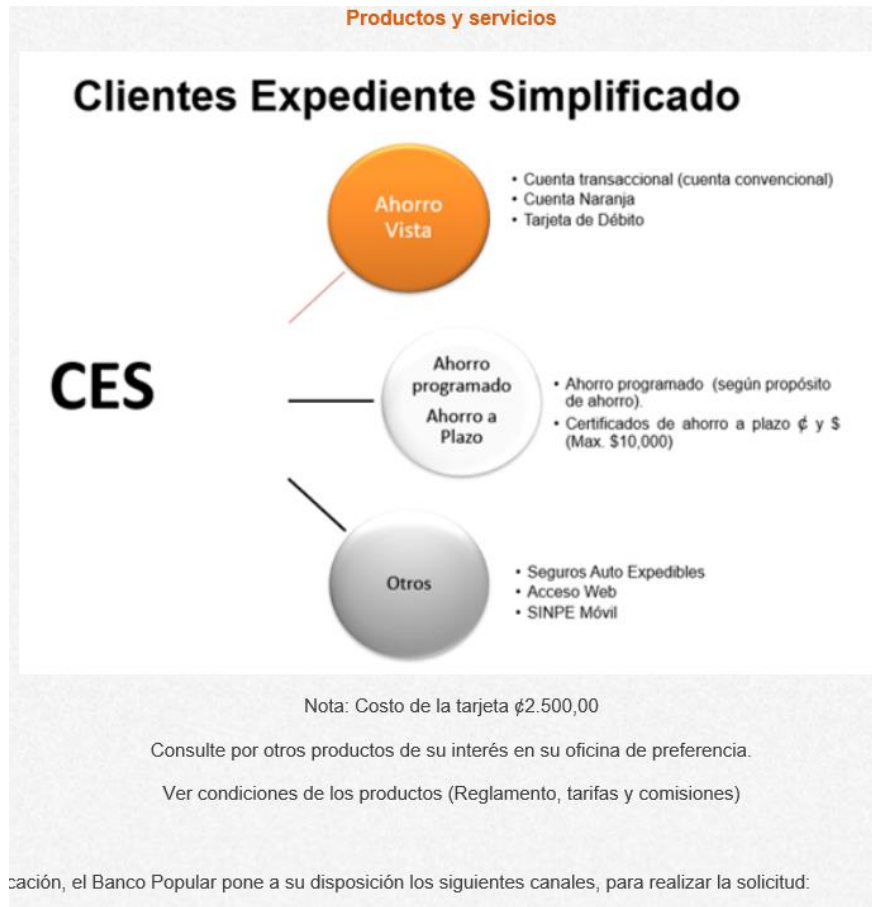 Productos y servicios
Clientes Expediente Simplificado
Ahorro
Vista
• Cuenta transaccional (cuenta convencional)
• Cuenta Naranja
• Tarjeta de Débito
CES
Ahorro
programado
Ahorro a
Plazo
• Ahorro programado (según propósito
de ahorro).
• Certificados de ahorro a plazo ₡ y $
(Max. $10,000)
Otros
• Seguros Auto Expedibles
• Acceso Web
• SINPE Móvil
Nota: Costo de la tarjeta ¢2.500,00
Consulte por otros productos de su interés en su oficina de preferencia.
Ver condiciones de los productos (Reglamento, tarifas y comisiones)
cación, el Banco Popular pone a su disposición los siguientes canales, para realizar la solicitud: